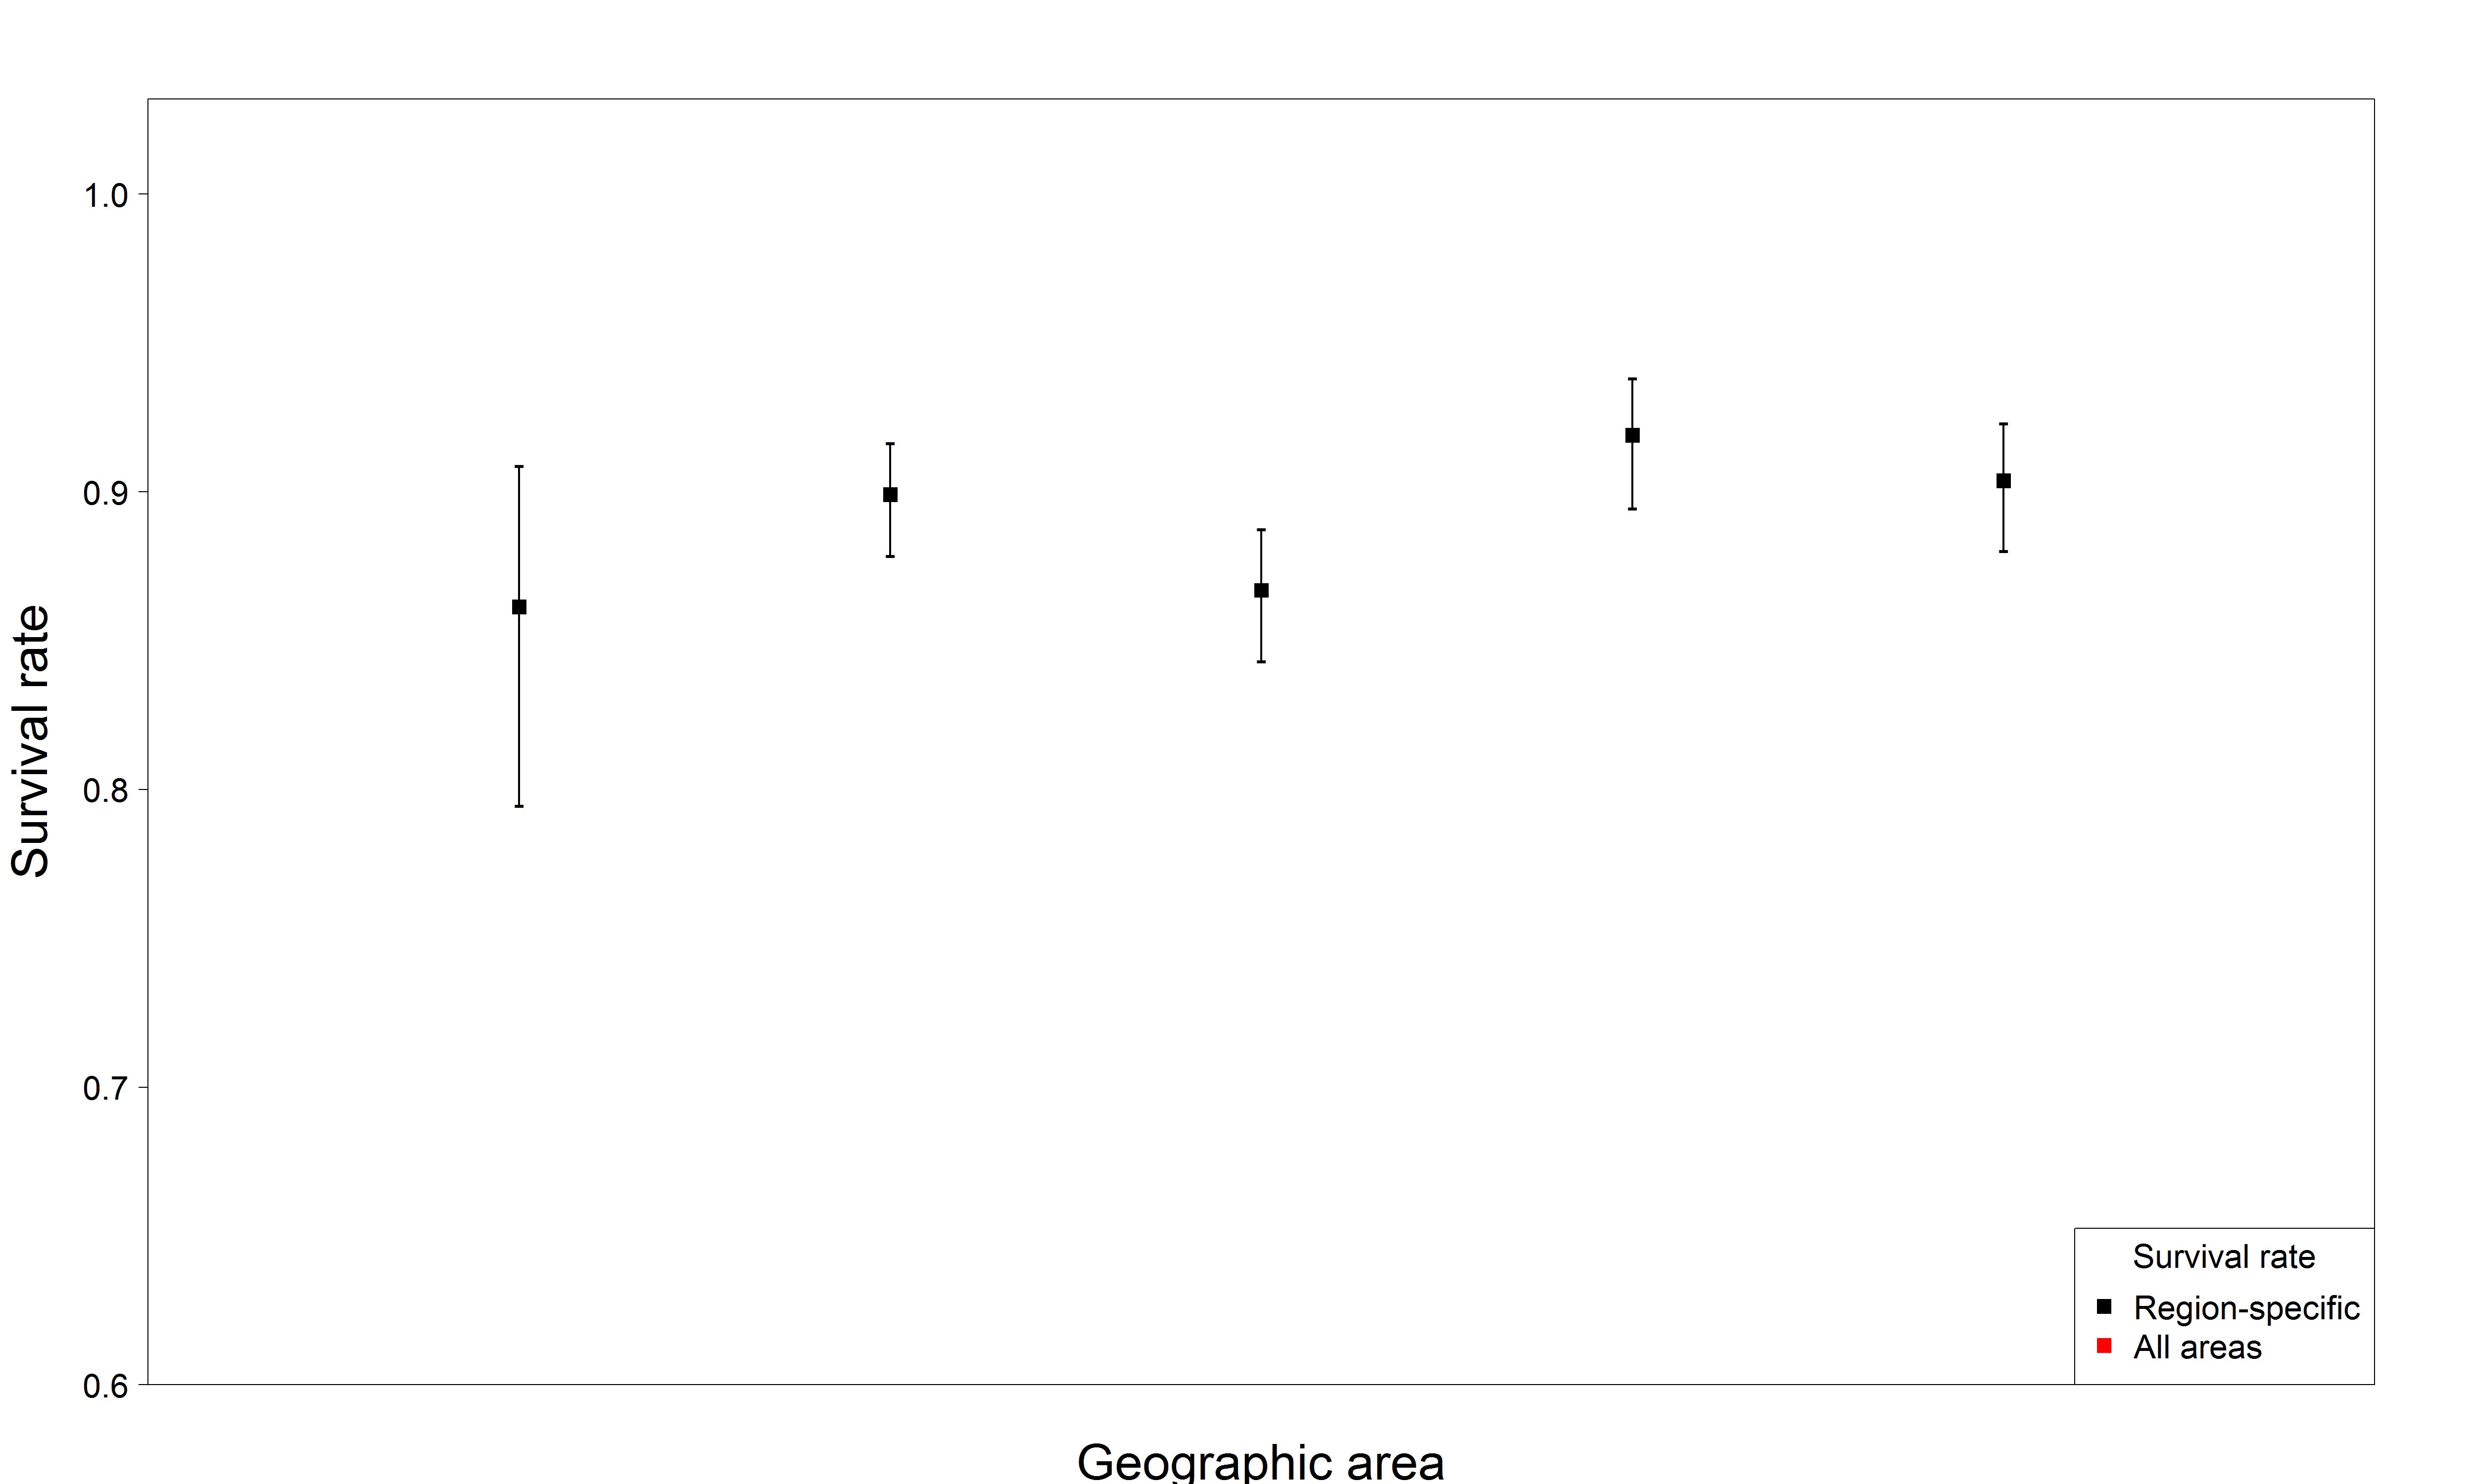 1.0
0.9
0.8
0.7
0.6
Survival rate
Geographic area
Survival rate
Region-specific
All areas